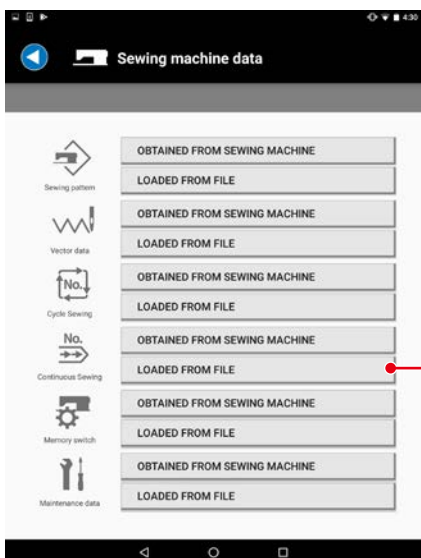 4:30
Sewing machine data
OBTAINED FROM SEWING MACHINE
LOADED FROM FILE
Sewing pattern
OBTAINED FROM SEWING MACHINE
LOADED FROM FILE
Vector data
OBTAINED FROM SEWING MACHINE
No.
LOADED FROM FILE
Cycle Sewing
OBTAINED FROM SEWING MACHINE
No.
LOADED FROM FILE
Continuous Sewing
OBTAINED FROM SEWING MACHINE
LOADED FROM FILE
Memory switch
OBTAINED FROM SEWING MACHINE
LOADED FROM FILE
Maintenance data